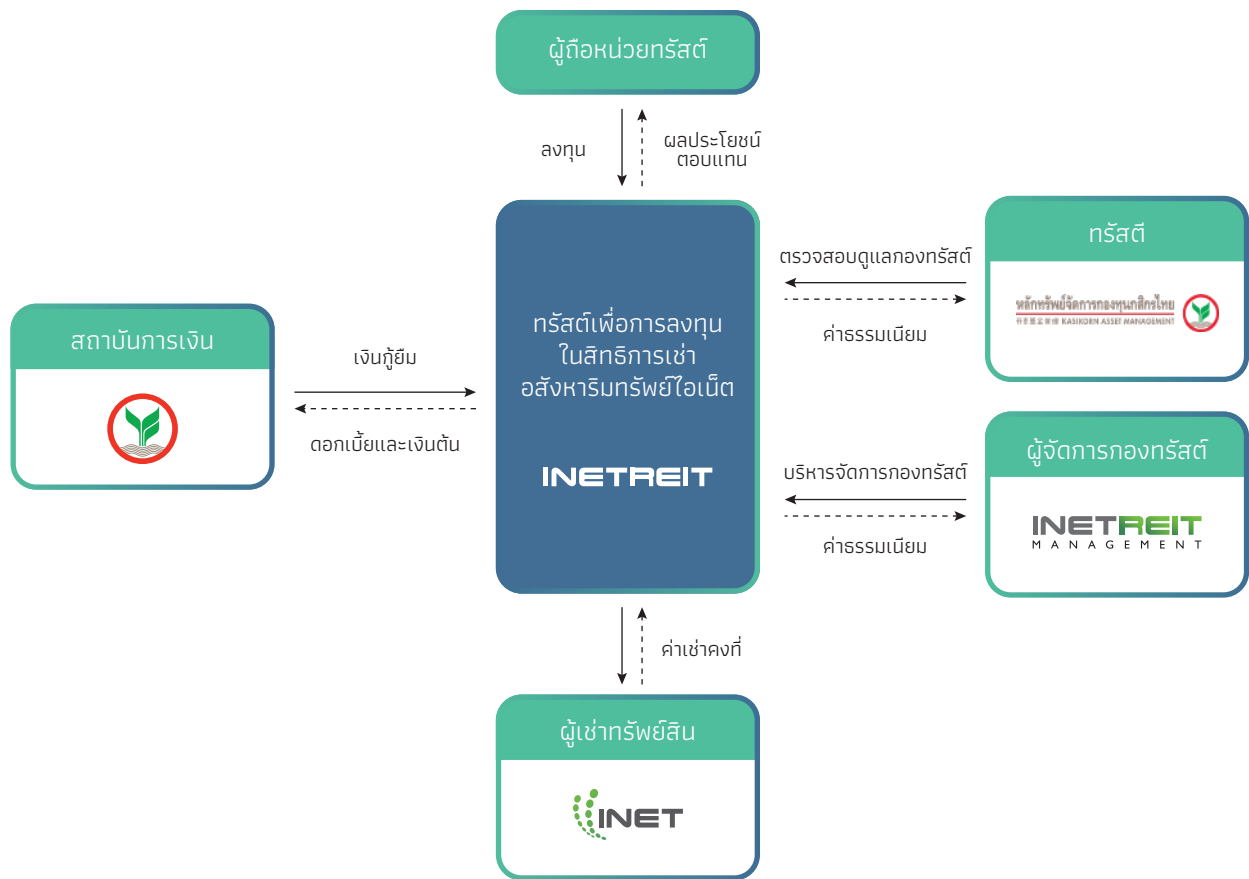 ผู้ถือหน่วยทรัสต์
ลงทุน
ผลประโยชน์
ตอบแทน
ทรัสตี
ตรวจสอบดูแลกองทรัสต์
หลักทรัพย์จัดการกองทุนกสิกรไทย
KASIKORN ASSET MANAGEMENT
ค่าธรรมเนียม
สถาบันการเงิน
เงินกู้ยืม
ดอกเบี้ยและเงินต้น
ทรัสต์เพื่อการลงทุน
ในสิทธิการเช่า
อสังหาริมทรัพย์ไอเน็ต
INETREIT
ผู้จัดการกองทรัสต์
บริหารจัดการกองทรัสต์
INETREIT
MANAGEMENT
ค่าธรรมเนียม
ค่าเช่าคงที่
ผู้เช่าทรัพย์สิน
INET